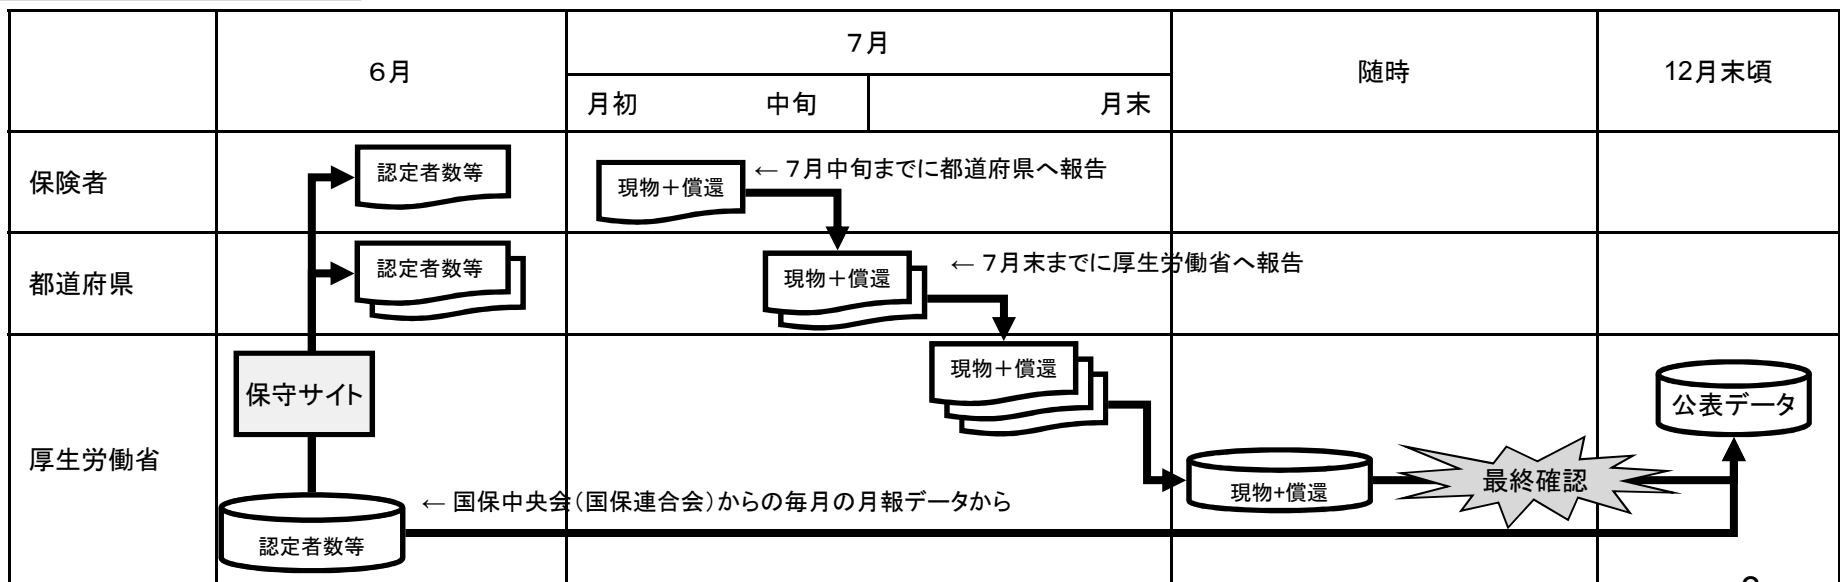 6月
7月
随時
12月末頃
月初
中旬
月末
保険者
認定者数等
現物＋償還
← 7月中旬までに都道府県へ報告
都道府県
認定者数等
現物＋償還
← 7月末までに厚生労働省へ報告
厚生労働省
保守サイト
現物＋償還
公表データ
現物+償還
最終確認
← 国保中央会（国保連合会）からの毎月の月報データから
認定者数等